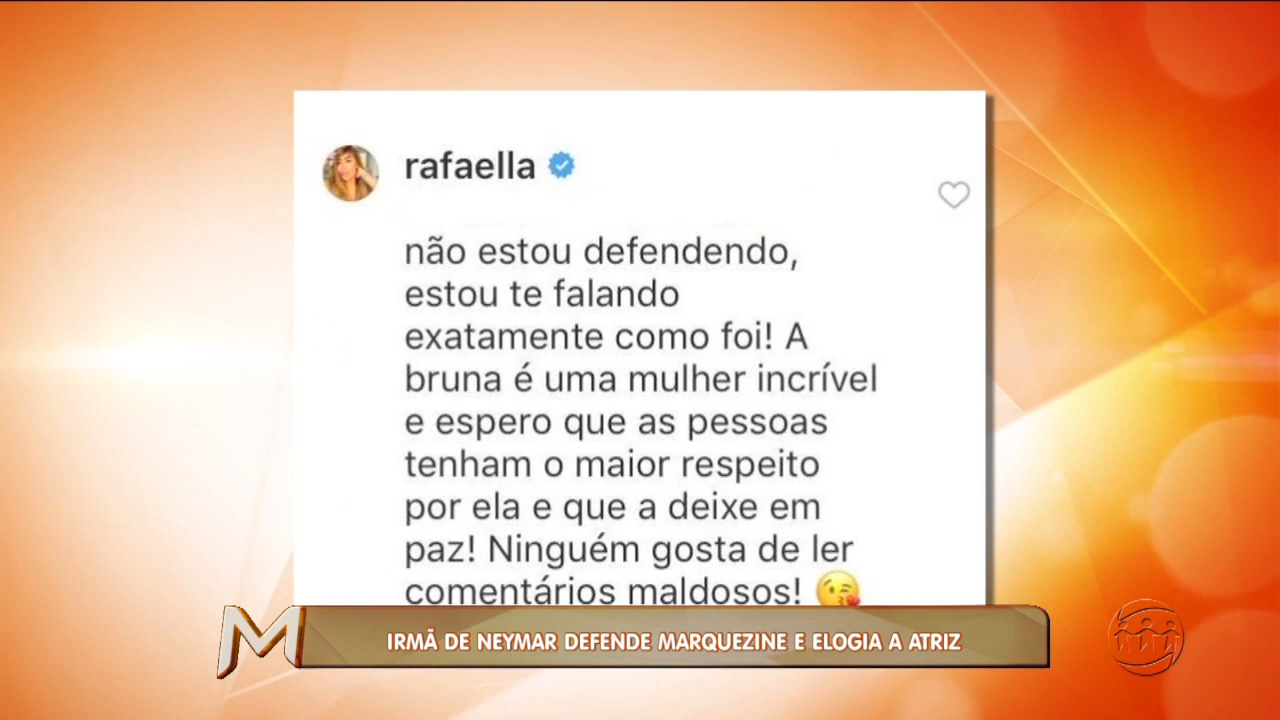 rafaella
não estou defendendo,
estou te falando
exatamente como foi! A
bruna é uma mulher incrível
e espero que as pessoas
tenham o maior respeito
por ela e que a deixe em
paz! Ninguém gosta de ler
comentários maldosos! 😘
M
IRMÃ DE NEYMAR DEFENDE MARQUEZINE E ELOGIA A ATRIZ